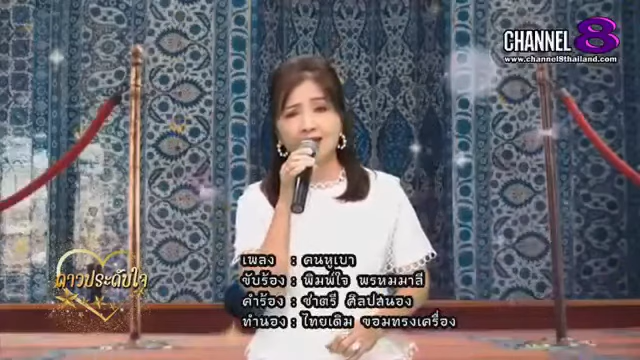 CHANNEL 8
www.channel8thailand.com
เพลง : คนหูเบา
ขับร้อง : พิมพ์ใจ พรหมมาลี
คำร้อง : ชาตรี ศิลปสนอง
ทำนอง : ไทยเดิม ขอมทรงเครื่อง
ดาวประดับใจ